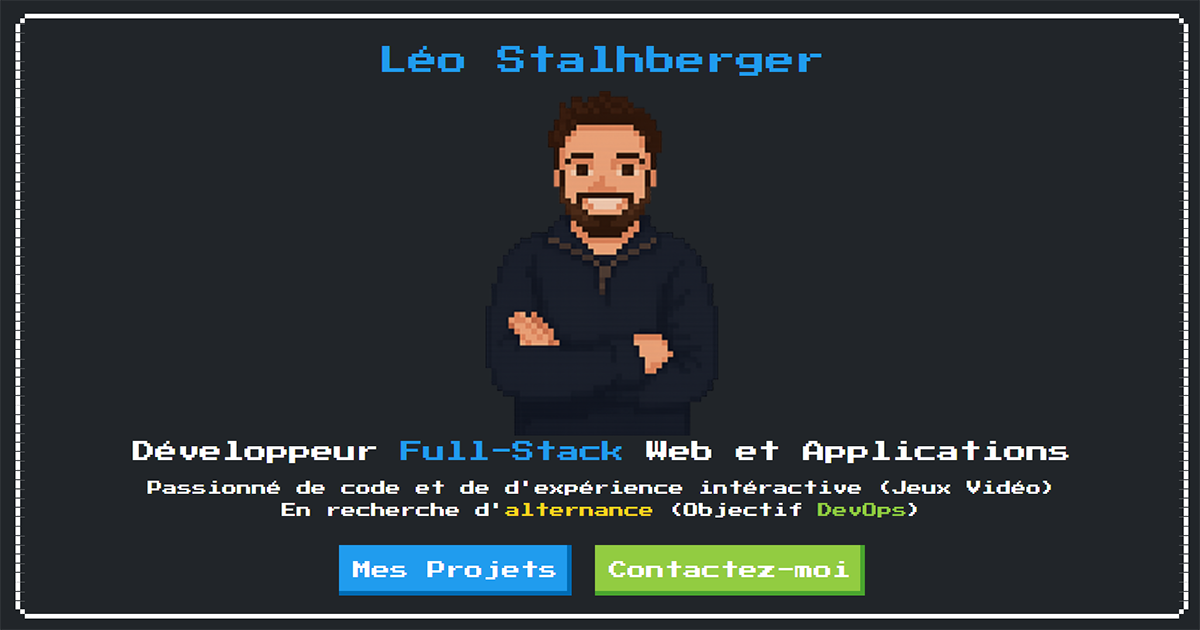 Léo Stalhberger
Développeur Full-Stack Web et Applications
Passionné de code et de d'expérience intéractive (Jeux Vidéo)
En recherche d'alternance (Objectif DevOps)
Mes Projets
Contactez-moi